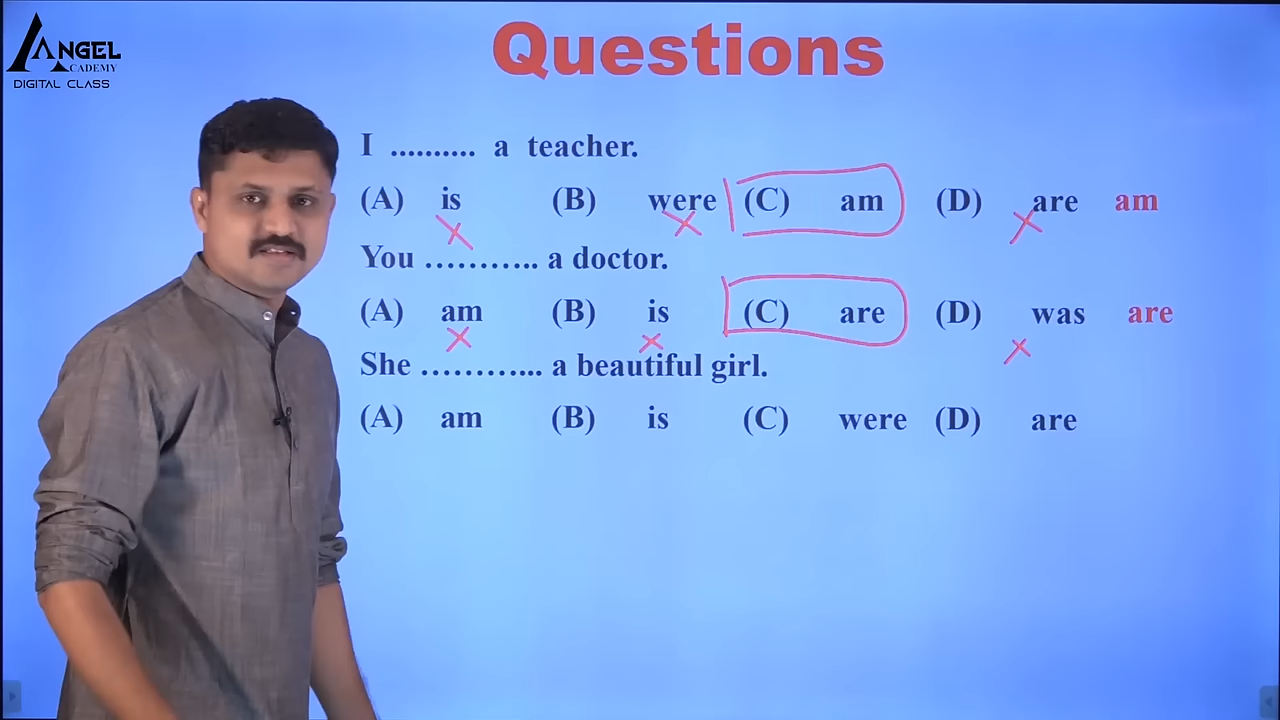 ANGEL
ACADEMY
DIGITAL CLASS
Questions
I .......... a teacher.
(A) is (B) were (C) am (D) are am
You ……….. a doctor.
(A) am (B) is (C) are (D) was are
She ………... a beautiful girl.
(A) am (B) is (C) were (D) are